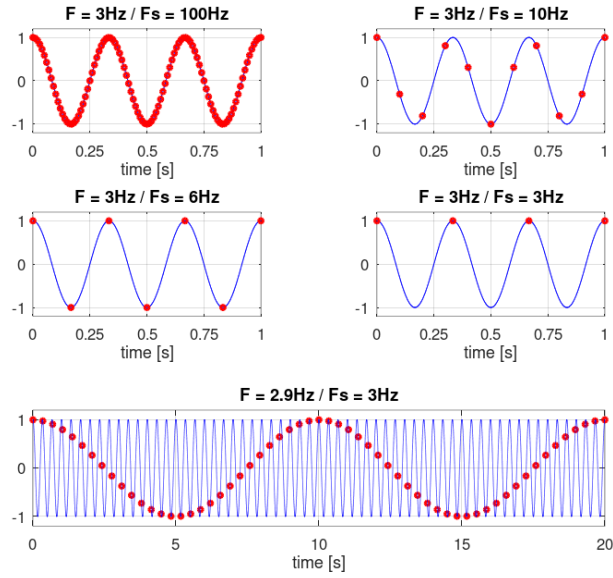 F = 3Hz / Fs = 100Hz
1
0
-1
0 0.25 0.5 0.75 1
time [s]
F = 3Hz / Fs = 10Hz
1
0
-1
0 0.25 0.5 0.75 1
time [s]
F = 3Hz / Fs = 6Hz
1
0
-1
0 0.25 0.5 0.75 1
time [s]
F = 3Hz / Fs = 3Hz
1
0
-1
0 0.25 0.5 0.75 1
time [s]
F = 2.9Hz / Fs = 3Hz
1
0
-1
0 5 10 15 20
time [s]